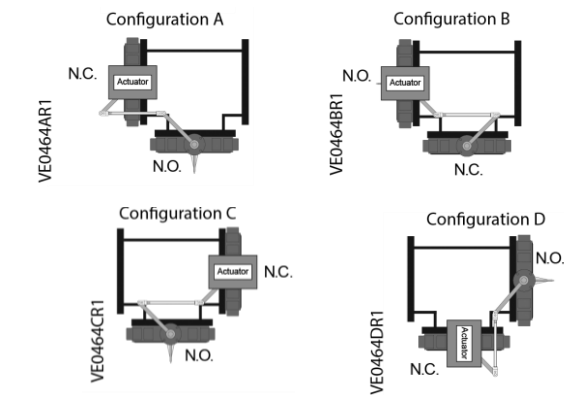 Configuration A
N.C.
Actuator
N.O.
VE0464AR1
Configuration B
N.O.
Actuator
N.C.
VE0464BR1
Configuration C
Actuator
N.C.
N.O.
VE0464CR1
Configuration D
N.O.
Actuator
N.C.
VE0464DR1